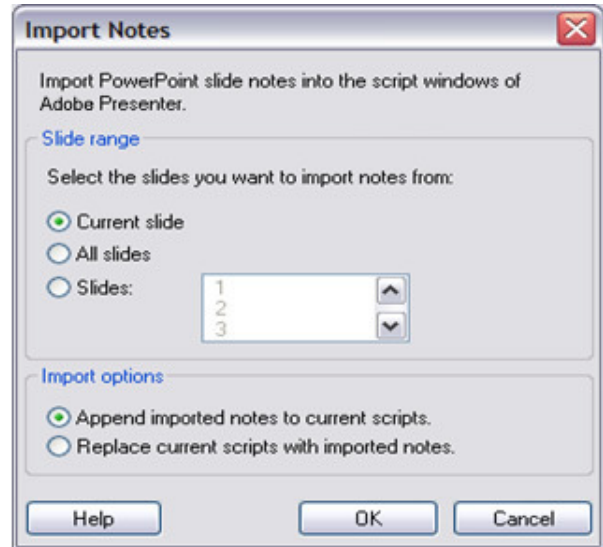 Import Notes
Import PowerPoint slide notes into the script windows of
Adobe Presenter.
Slide range
Select the slides you want to import notes from:
Current slide
All slides
Slides:
1
2
3
Import options
Append imported notes to current scripts.
Replace current scripts with imported notes.
Help OK Cancel